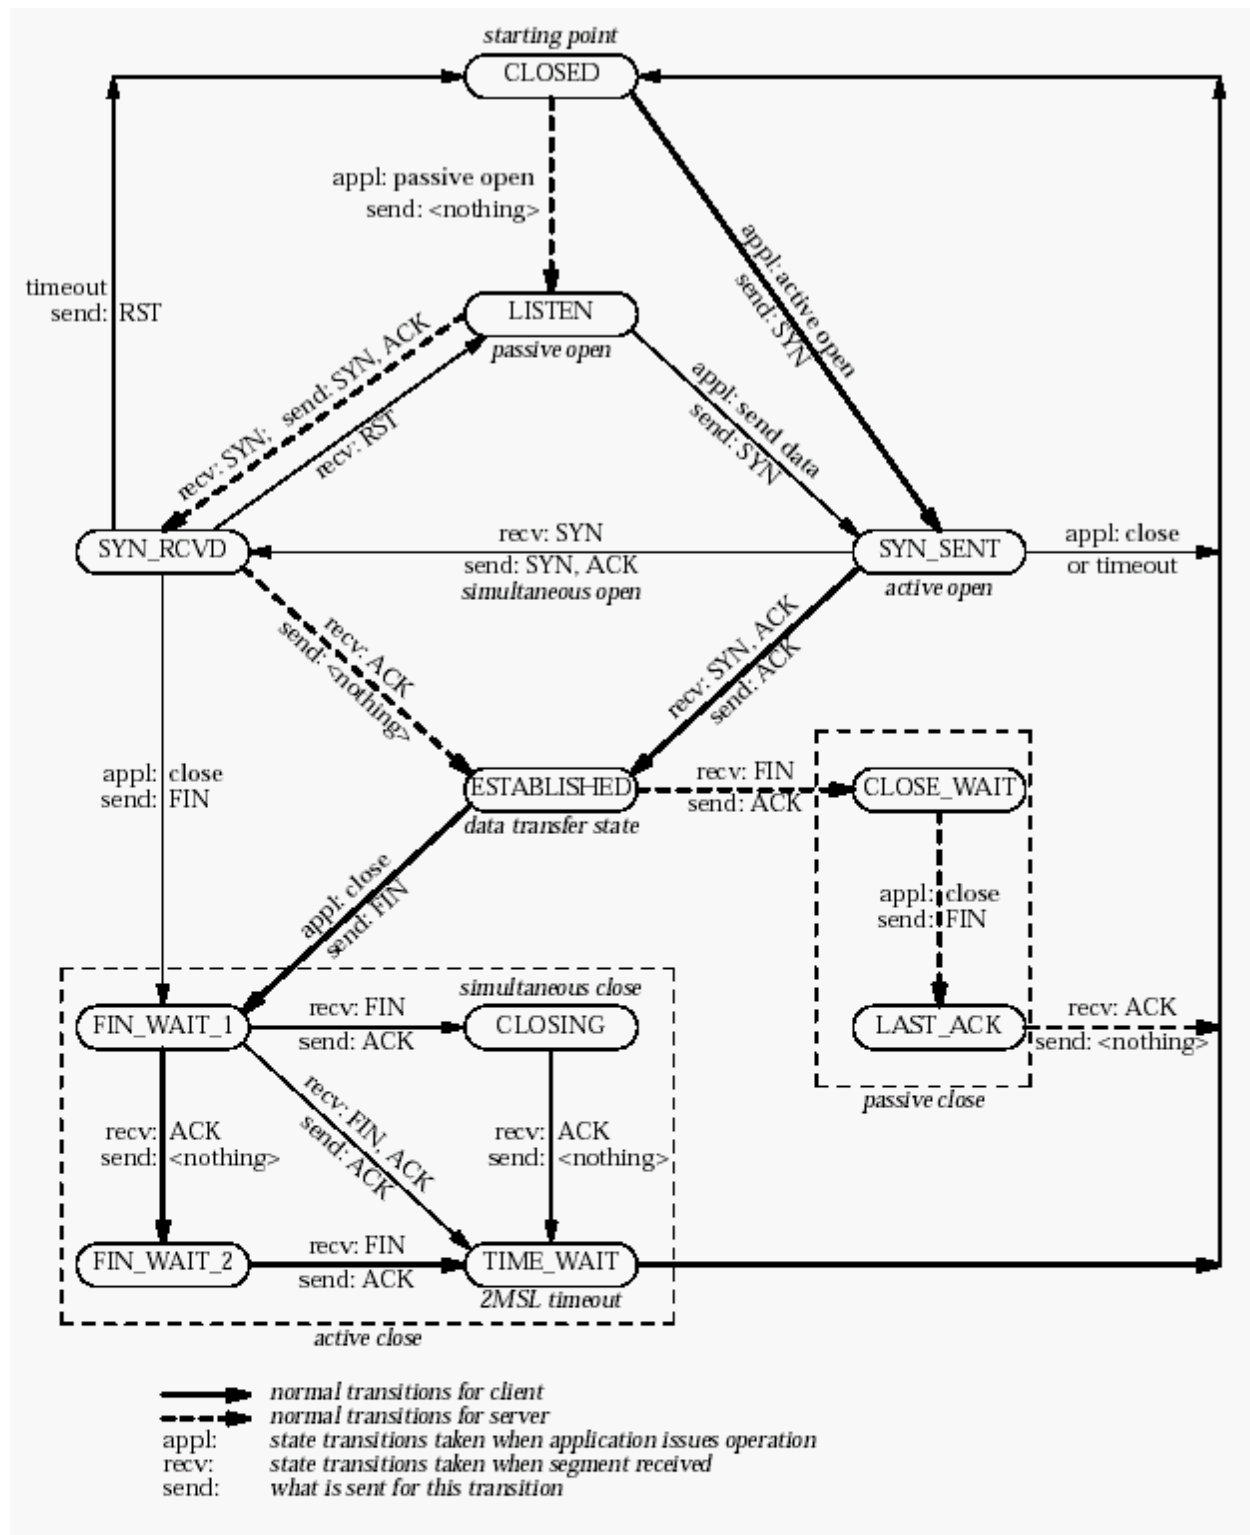 starting point
CLOSED
appl: passive open
send: <nothing>
appl: active open
send: SYN
timeout
send: RST
LISTEN
passive open
recv: SYN; send: SYN, ACK
recv: RST
appl: send data
send: SYN
SYN_RCVD
recv: SYN
send: SYN, ACK
simultaneous open
SYN_SENT
active open
appl: close
or timeout
recv: ACK
send: <nothing>
recv: SYN, ACK
send: ACK
appl: close
send: FIN
ESTABLISHED
data transfer state
recv: FIN
send: ACK
CLOSE_WAIT
appl: close
send: FIN
appl: close
send: FIN
simultaneous close
FIN_WAIT_1
recv: FIN
send: ACK
CLOSING
LAST_ACK
recv: ACK
send: <nothing>
passive close
recv: ACK
send: <nothing>
recv: FIN, ACK
send: ACK
recv: ACK
send: <nothing>
FIN_WAIT_2
recv: FIN
send: ACK
TIME_WAIT
2MSL timeout
active close
normal transitions for client
normal transitions for server
appl: state transitions taken when application issues operation
recv: state transitions taken when segment received
send: what is sent for this transition